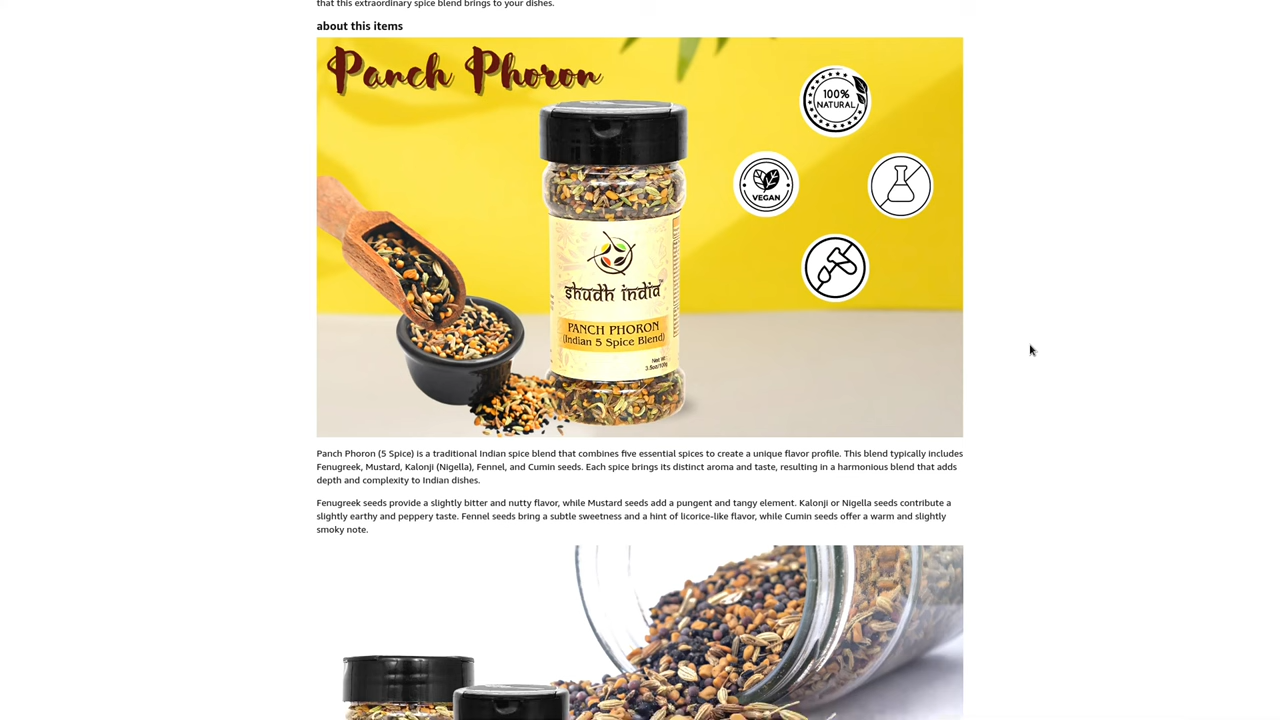 that this extraordinary spice blend brings to your dishes.
about this items
Panch Phoron
100%
NATURAL
VEGAN
shudh india
PANCH PHORON
(Indian 5 Spice Blend)
Net Wt.
3.5oz/100g
Panch Phoron (5 Spice) is a traditional Indian spice blend that combines five essential spices to create a unique flavor profile. This blend typically includes
Fenugreek, Mustard, Kalonji (Nigella), Fennel, and Cumin seeds. Each spice brings its distinct aroma and taste, resulting in a harmonious blend that adds
depth and complexity to Indian dishes.
Fenugreek seeds provide a slightly bitter and nutty flavor, while Mustard seeds add a pungent and tangy element. Kalonji or Nigella seeds contribute a
slightly earthy and peppery taste. Fennel seeds bring a subtle sweetness and a hint of licorice-like flavor, while Cumin seeds offer a warm and slightly
smoky note.